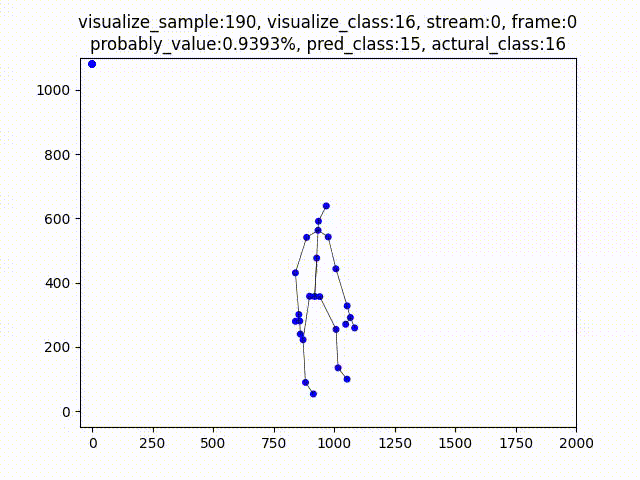 visualize_sample:190, visualize_class:16, stream:0, frame:0
probably_value:0.9393%, pred_class:15, actural_class:16
1000
800
600
400
200
0
0 250 500 750 1000 1250 1500 1750 2000